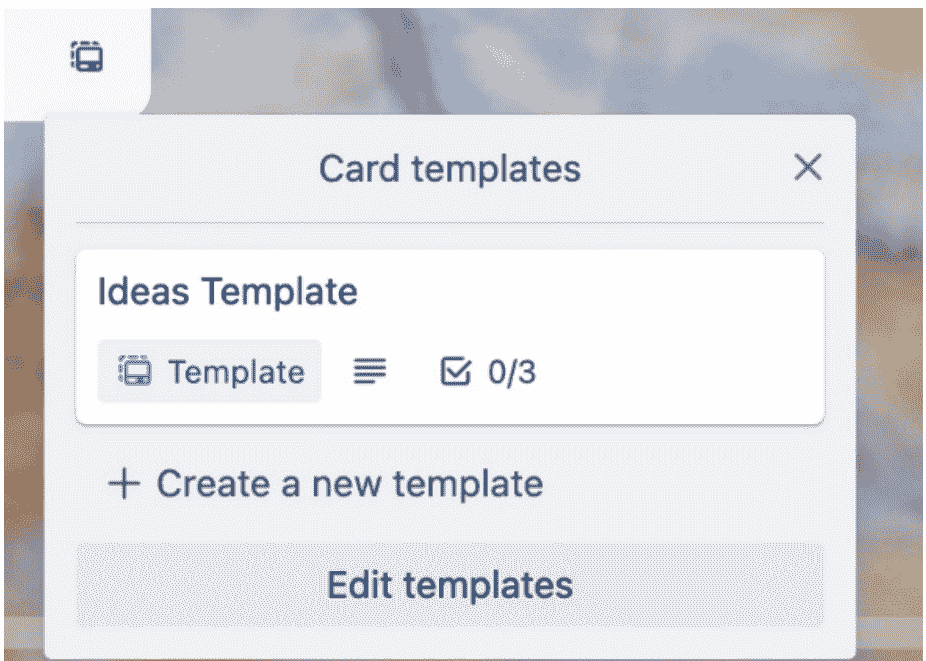 Card templates
Ideas Template
Template 0/3
Create a new template
Edit templates